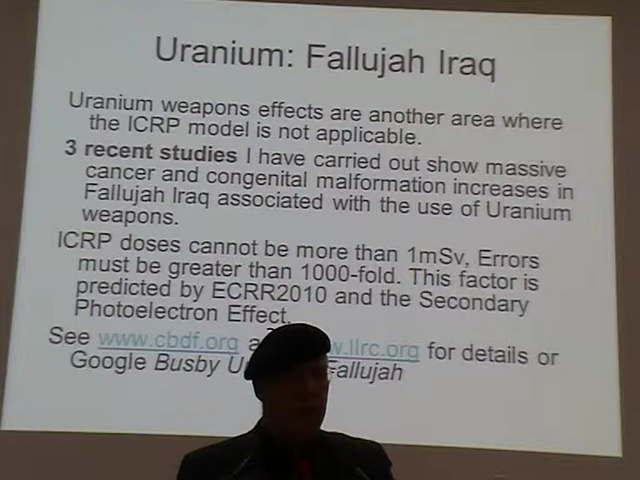 Uranium: Fallujah Iraq
Uranium weapons effects are another area where
the ICRP model is not applicable.
3 recent studies I have carried out show massive
cancer and congenital malformation increases in
Fallujah Iraq associated with the use of Uranium
weapons.
ICRP doses cannot be more than 1mSv, Errors
must be greater than 1000-fold. This factor is
predicted by ECRR2010 and the Secondary
Photoelectron Effect.
See www.cbdf.org a w.llrc.org for details or
Google Busby U Fallujah